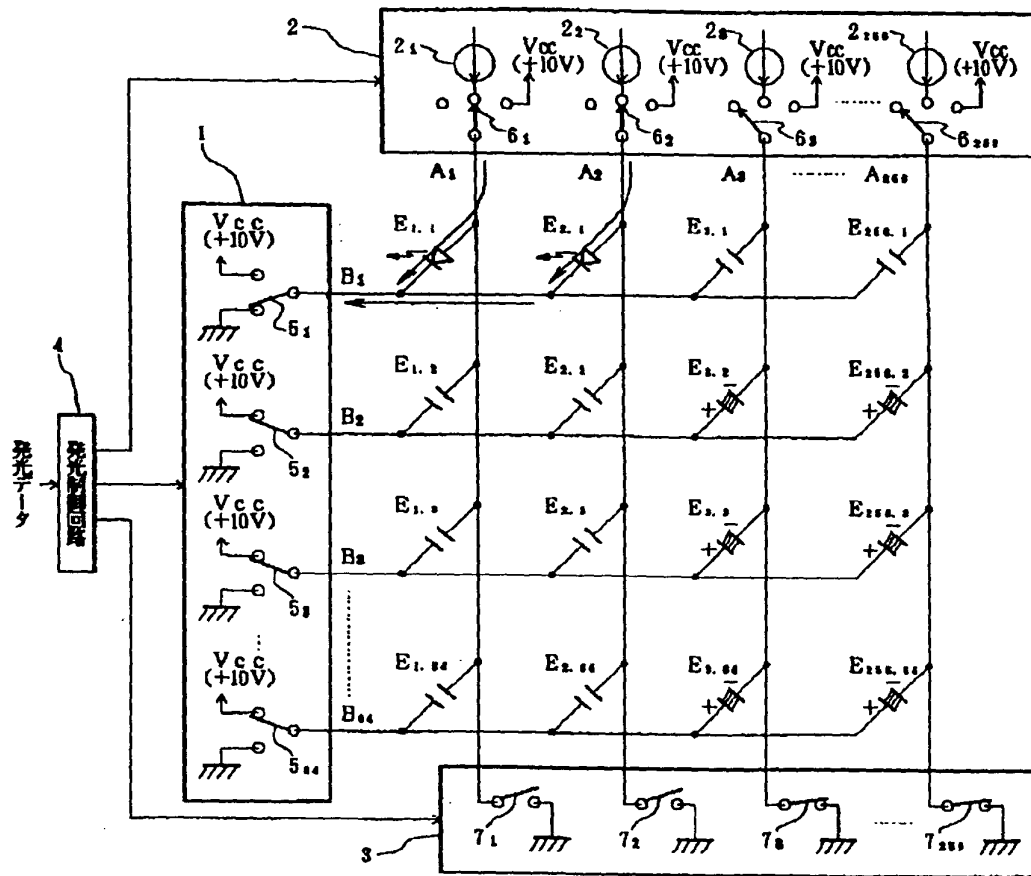 2
2₁
Vcc
(+10V)
2₂
Vcc
(+10V)
2₃
Vcc
(+10V)
2₂₅₆
Vcc
(+10V)
6₁
6₂
6₃
6₂₅₆
1
A₁
A₂
A₃
A₂₅₆
Vcc
(+10V)
5₁
B₁
E₁.₁
E₂.₁
E₃.₁
E₂₅₆.₁
4
発光データ
発光制御回路
Vcc
(+10V)
5₂
B₂
E₁.₂
E₂.₂
E₃.₂
E₂₅₆.₂
+
−
+
−
Vcc
(+10V)
5₃
B₃
E₁.₃
E₂.₃
E₃.₃
E₂₅₆.₃
+
−
+
−
Vcc
(+10V)
5₆₄
B₆₄
E₁.₆₄
E₂.₆₄
E₃.₆₄
E₂₅₆.₆₄
+
−
+
−
3
7₁
7₂
7₃
7₂₅₆